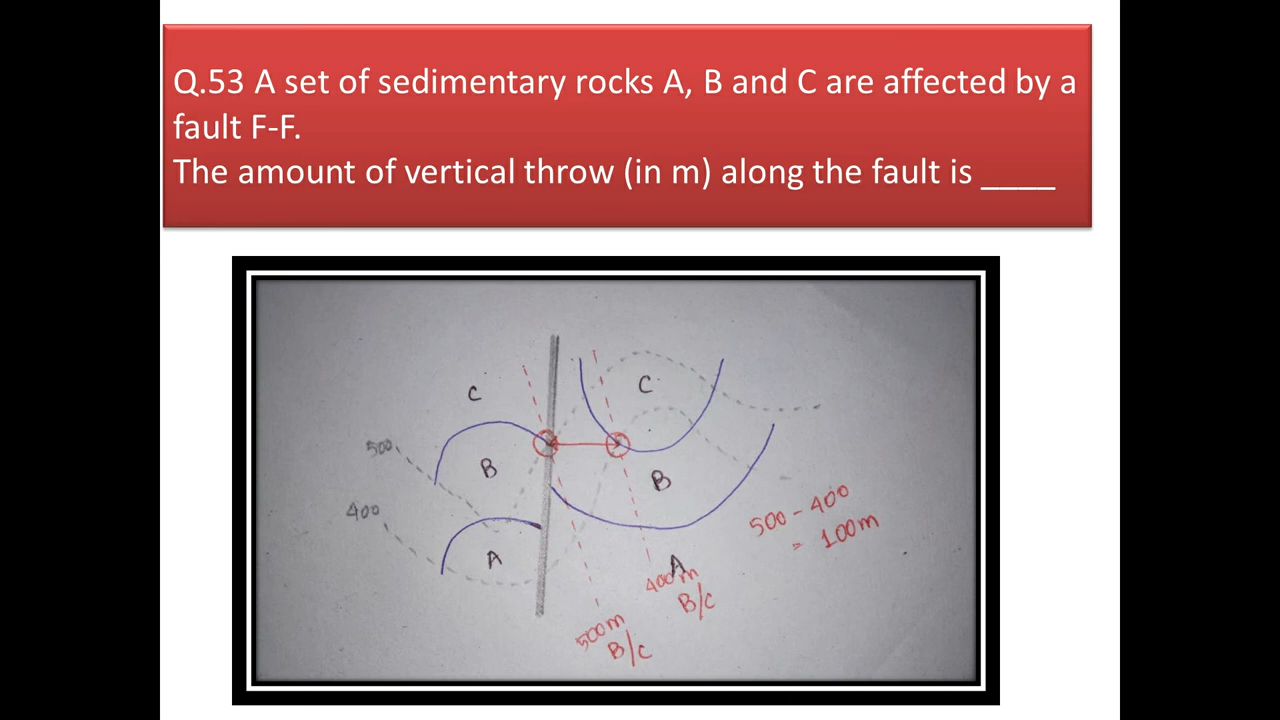 Q.53 A set of sedimentary rocks A, B and C are affected by a
fault F-F.
The amount of vertical throw (in m) along the fault is ____
C
C
500
B
B
400
500 - 400
= 100m
A
A
400m
B/C
500m
B/C